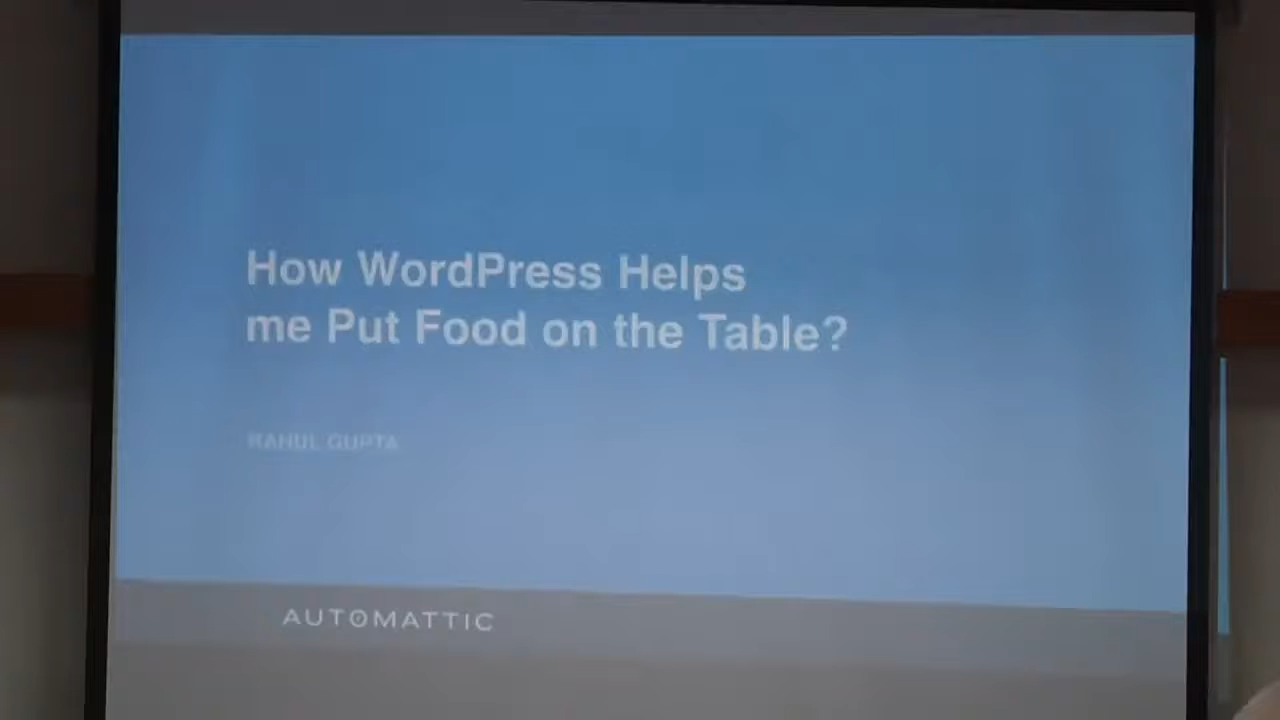 How WordPress Helps
me Put Food on the Table?
RAHUL GUPTA
AUTOMATTIC